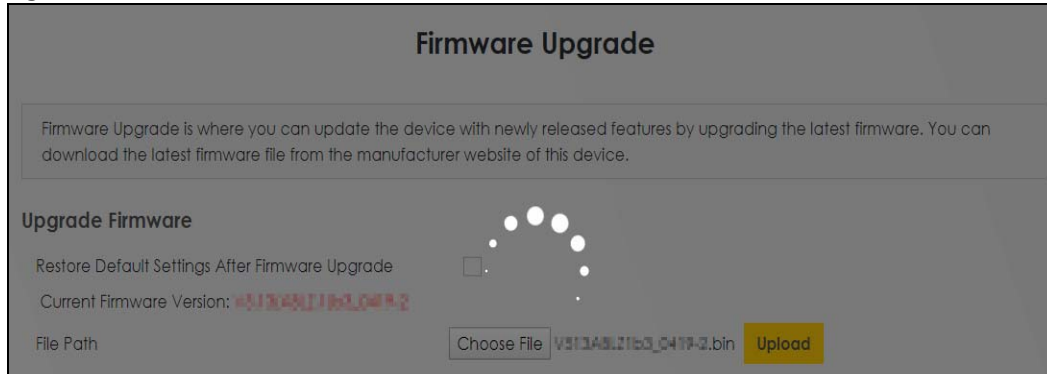 Firmware Upgrade
Firmware Upgrade is where you can update the device with newly released features by upgrading the latest firmware. You can
download the latest firmware file from the manufacturer website of this device.
Upgrade Firmware
Restore Default Settings After Firmware Upgrade
Current Firmware Version:
File Path Choose File .bin Upload